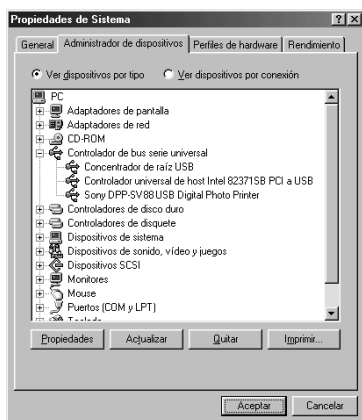 Propiedades de Sistema
General Administrador de dispositivos Perfiles de hardware Rendimiento
Ver dispositivos por tipo Ver dispositivos por conexión
PC
Adaptadores de pantalla
Adaptadores de red
CD-ROM
Controlador de bus serie universal
Concentrador de raíz USB
Controlador universal de host Intel 82371SB PCI a USB
Sony DPP-SV88 USB Digital Photo Printer
Controladores de disco duro
Controladores de disquete
Dispositivos de sistema
Dispositivos de sonido, vídeo y juegos
Dispositivos SCSI
Monitores
Mouse
Puertos (COM y LPT)
Propiedades Actualizar Quitar Imprimir...
Aceptar Cancelar